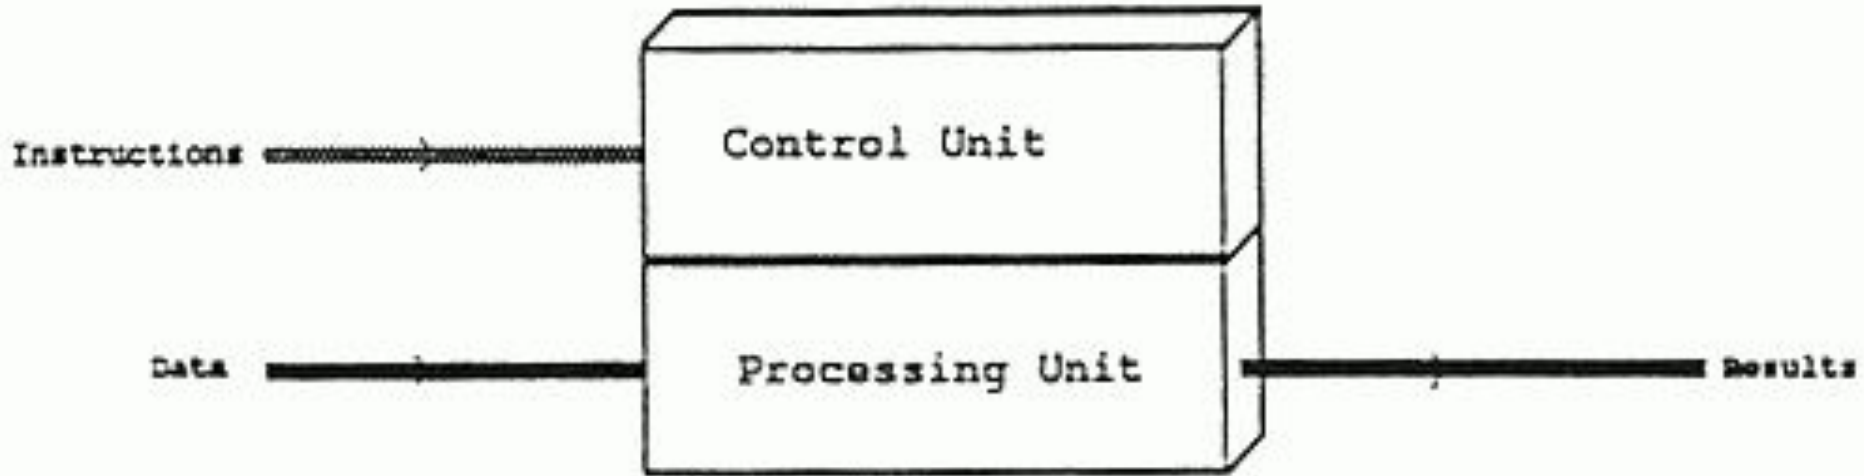 Control Unit
Instructions
Data
Processing Unit
Results